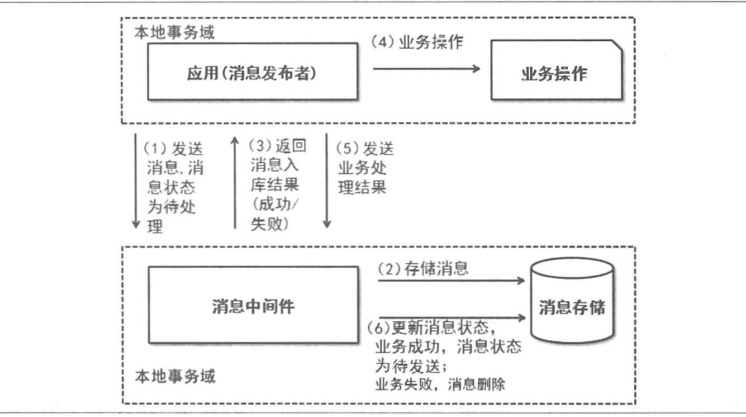 本地事务域
(4)业务操作
应用(消息发布者)
业务操作
(1)发送
消息,消
息状态
为待处
理
(3)返回
消息入
库结果
(成功/
失败)
(5)发送
业务处
理结果
(2)存储消息
消息中间件
消息存储
(6)更新消息状态,
业务成功,消息状态
为待发送;
业务失败,消息删除
本地事务域